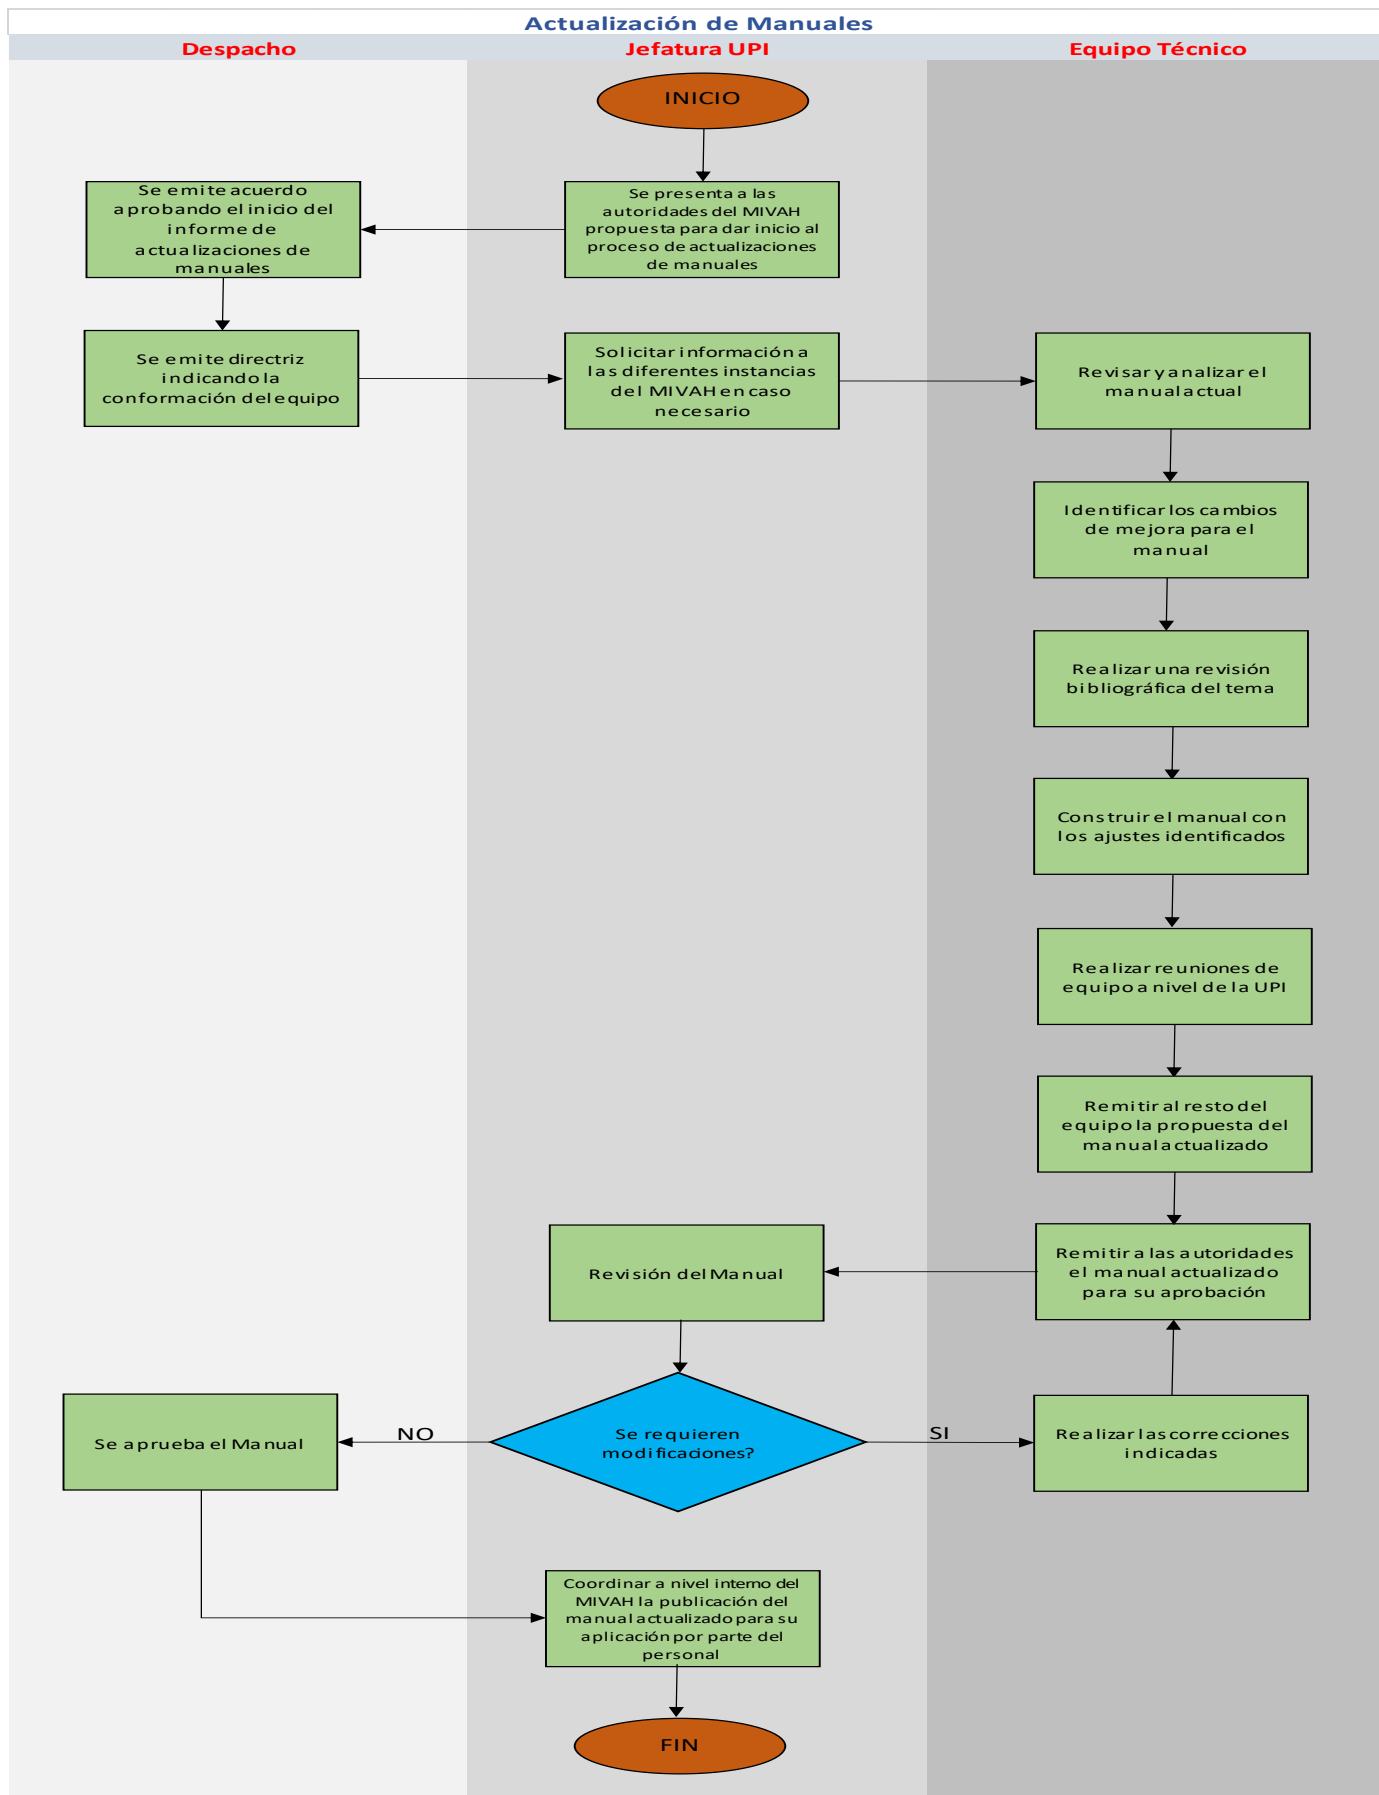 Actualización de Manuales
Despacho
Jefatura UPI
Equipo Técnico
INICIO
Se presenta a las
autoridades del MIVAH
propuesta para dar inicio al
proceso de actualizaciones
de manuales
Se emite acuerdo
aprobando el inicio del
informe de
actualizaciones de
manuales
Se emite directriz
indicando la
conformación del equipo
Solicitar información a
las diferentes instancias
del MIVAH en caso
necesario
Revisar y analizar el
manual actual
Identificar los cambios
de mejora para el
manual
Realizar una revisión
bibliográfica del tema
Construir el manual con
los ajustes identificados
Realizar reuniones de
equipo a nivel de la UPI
Remitir al resto del
equipo la propuesta del
manual actualizado
Remitir a las autoridades
el manual actualizado
para su aprobación
Revisión del Manual
Se requieren
modificaciones?
NO
SI
Se aprueba el Manual
Realizar las correcciones
indicadas
Coordinar a nivel interno del
MIVAH la publicación del
manual actualizado para su
aplicación por parte del
personal
FIN